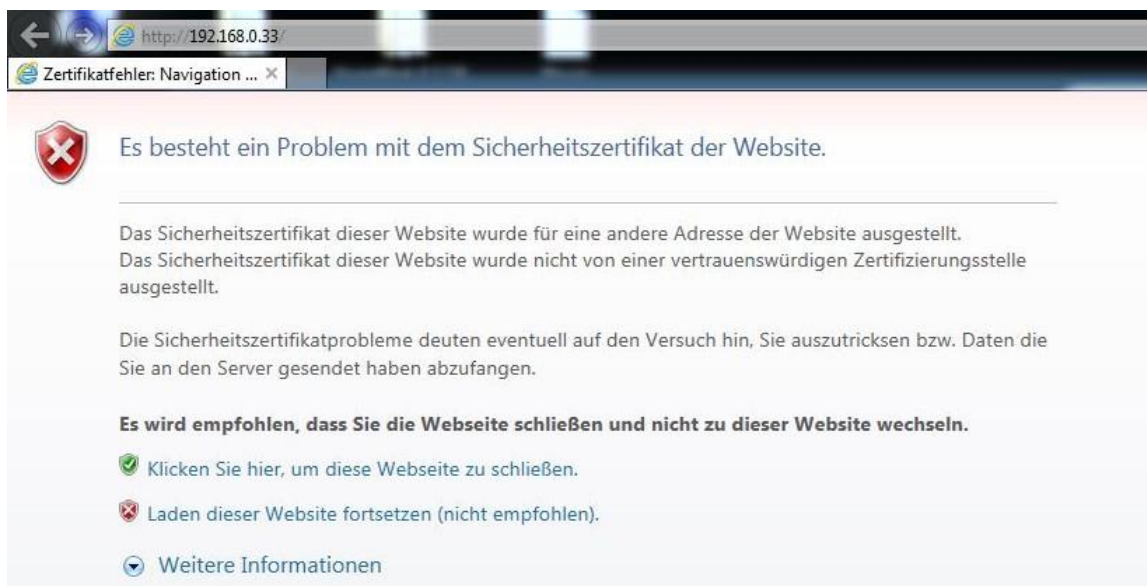 http://192.168.0.33/
Zertifikatfehler: Navigation ...
Es besteht ein Problem mit dem Sicherheitszertifikat der Website.
Das Sicherheitszertifikat dieser Website wurde für eine andere Adresse der Website ausgestellt.
Das Sicherheitszertifikat dieser Website wurde nicht von einer vertrauenswürdigen Zertifizierungsstelle
ausgestellt.
Die Sicherheitszertifikatprobleme deuten eventuell auf den Versuch hin, Sie auszutricksen bzw. Daten die
Sie an den Server gesendet haben abzufangen.
Es wird empfohlen, dass Sie die Webseite schließen und nicht zu dieser Website wechseln.
Klicken Sie hier, um diese Webseite zu schließen.
Laden dieser Website fortsetzen (nicht empfohlen).
Weitere Informationen